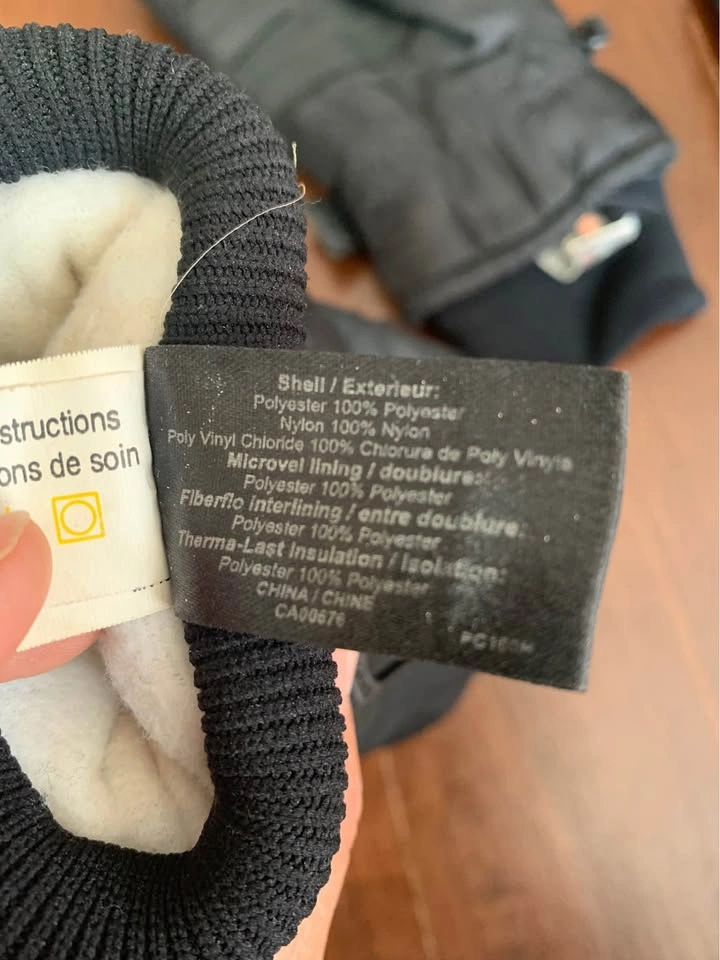 structions
ons de soin
Shell / Exterieur:
Polyester 100% Polyester
Nylon 100% Nylon
Poly Vinyl Chloride 100% Chlorure de Poly Vinyle
Microvel lining / doublure:
Polyester 100% Polyester
Fiberflo interlining / entre doublure:
Polyester 100% Polyester
Therma-Last Insulation / Isolation:
Polyester 100% Polyester
CHINA / CHINE
CA00676